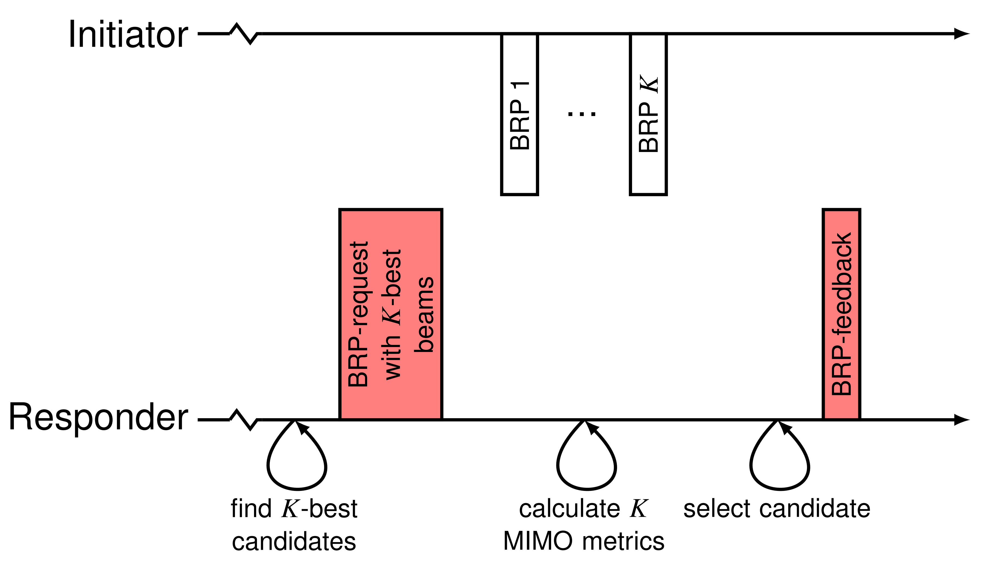 Initiator
BRP 1
...
BRP K
BRP-request
with K-best
beams
BRP-feedback
Responder
find K-best
candidates
calculate K
MIMO metrics
select candidate